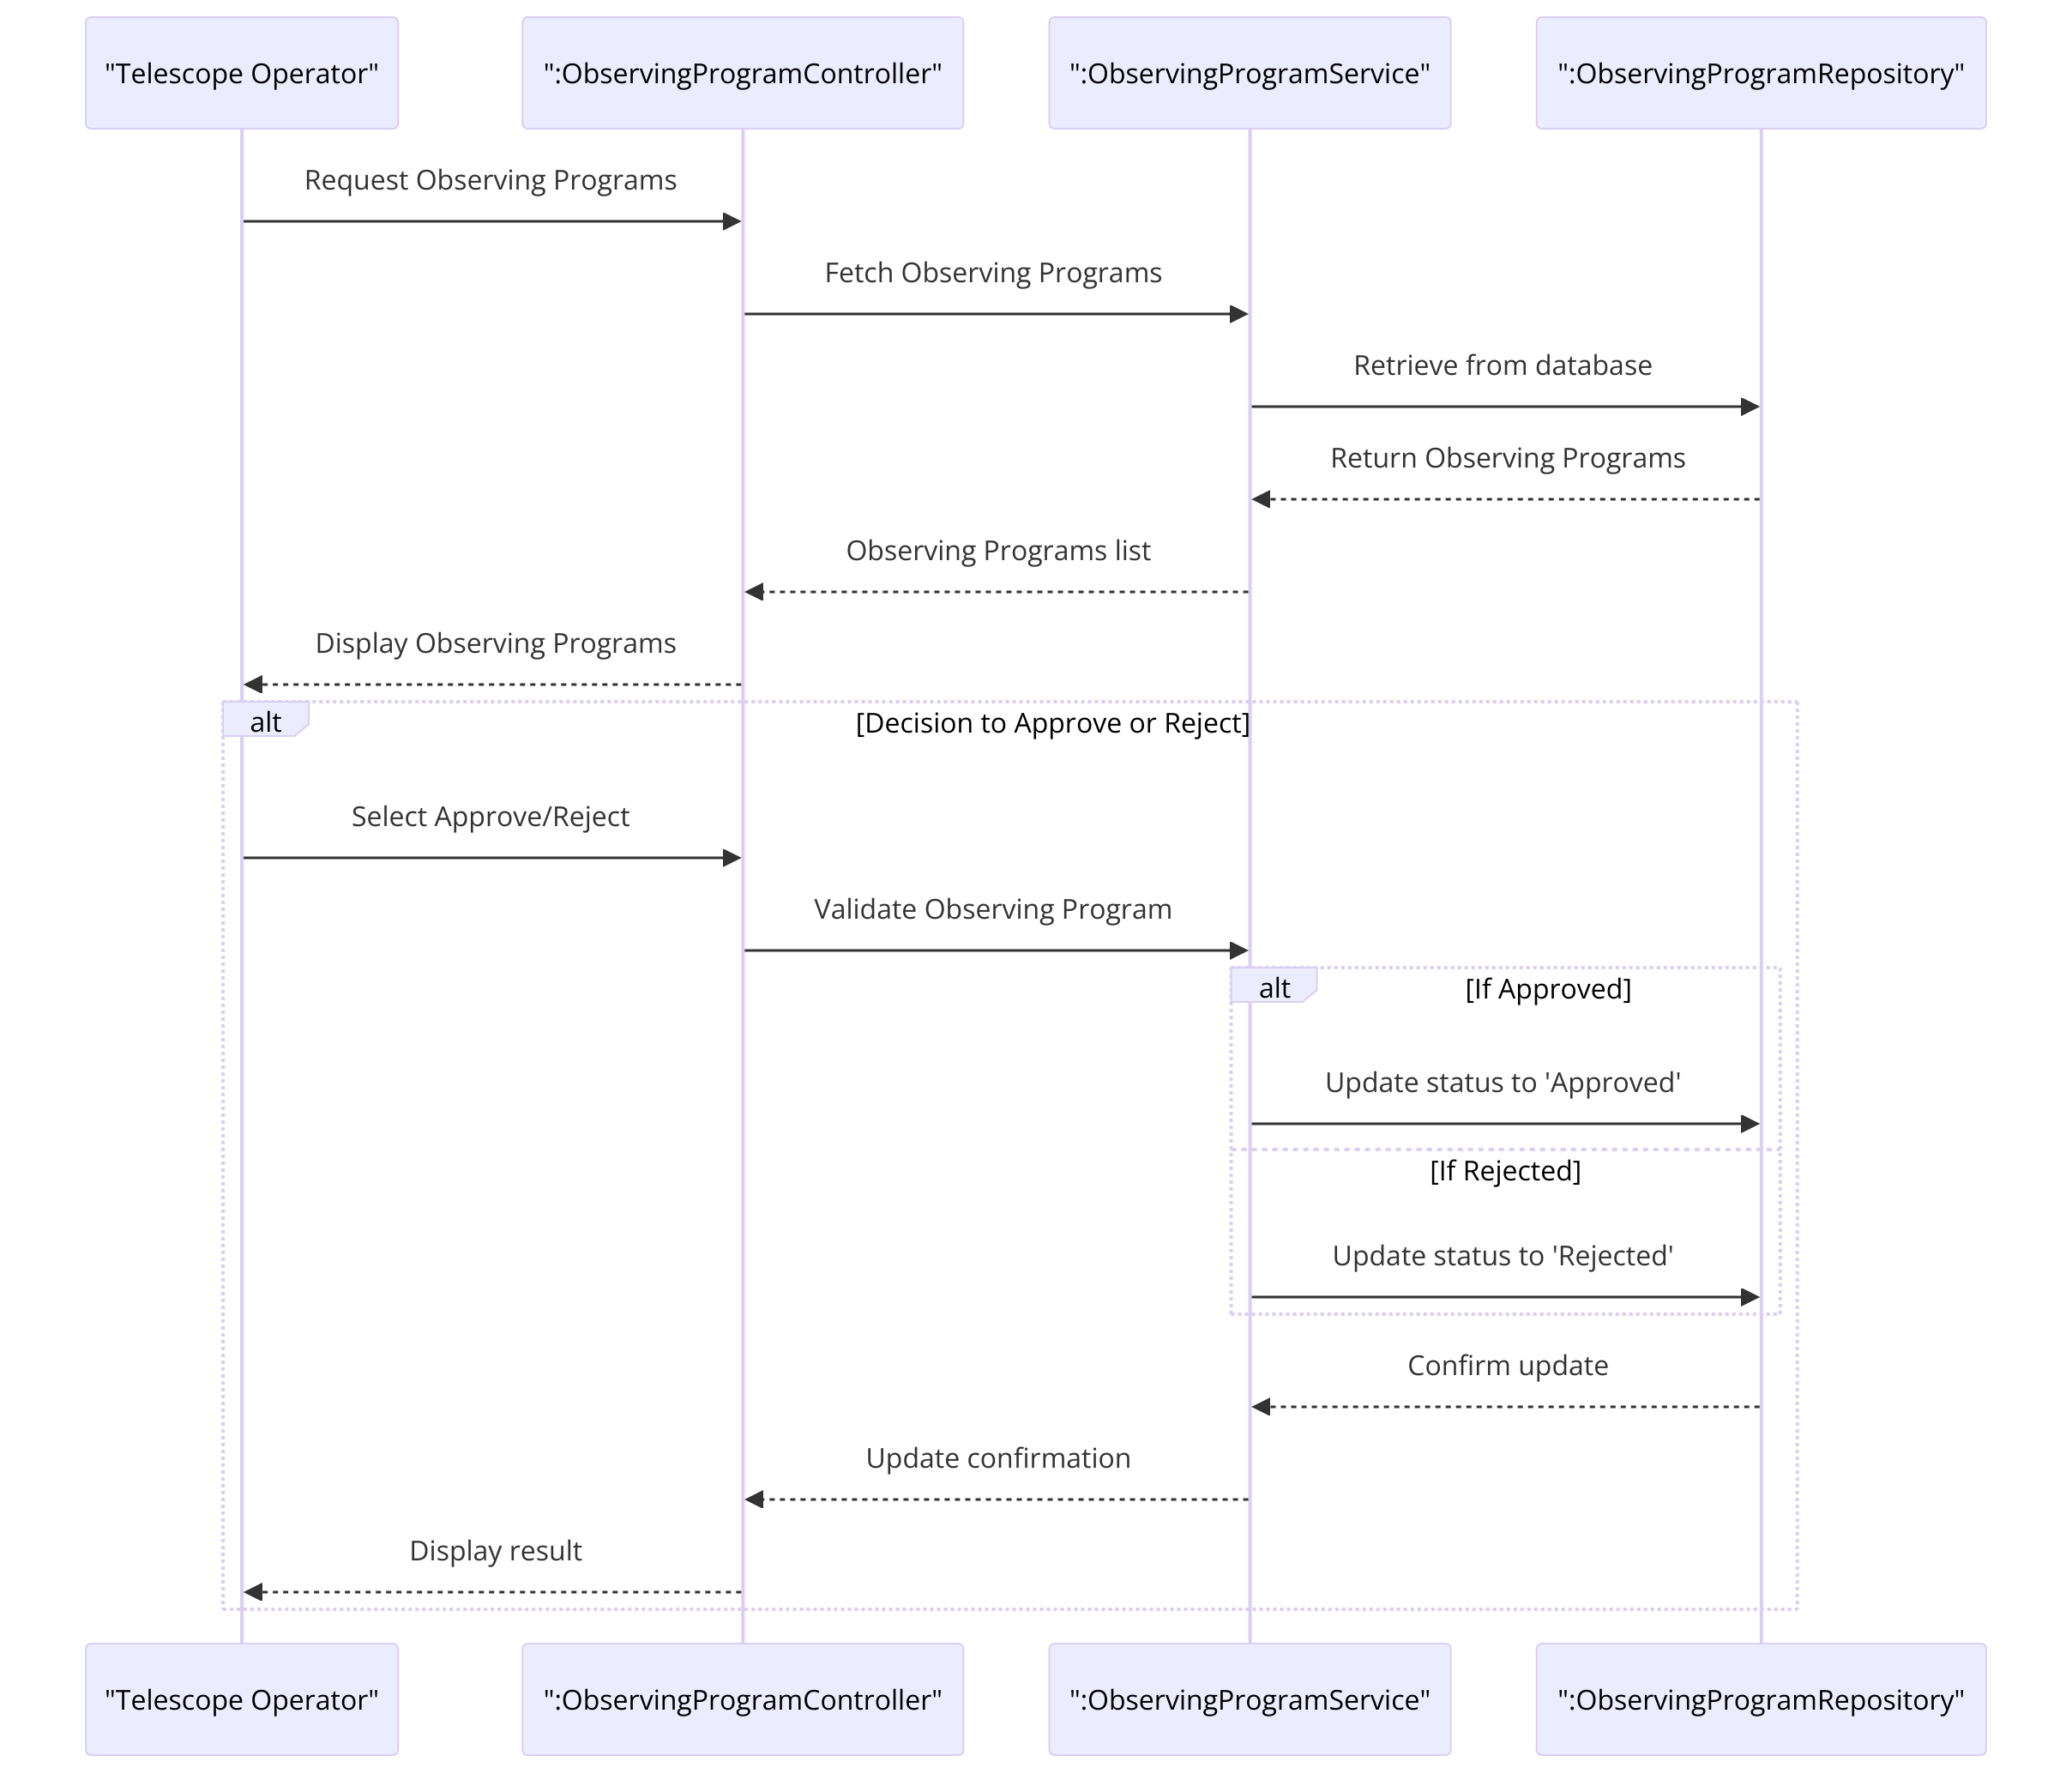 "Telescope Operator"
":ObservingProgramController"
":ObservingProgramService"
":ObservingProgramRepository"
Request Observing Programs
Fetch Observing Programs
Retrieve from database
Return Observing Programs
Observing Programs list
Display Observing Programs
alt
[Decision to Approve or Reject]
Select Approve/Reject
Validate Observing Program
alt
[If Approved]
Update status to 'Approved'
[If Rejected]
Update status to 'Rejected'
Confirm update
Update confirmation
Display result
"Telescope Operator"
":ObservingProgramController"
":ObservingProgramService"
":ObservingProgramRepository"